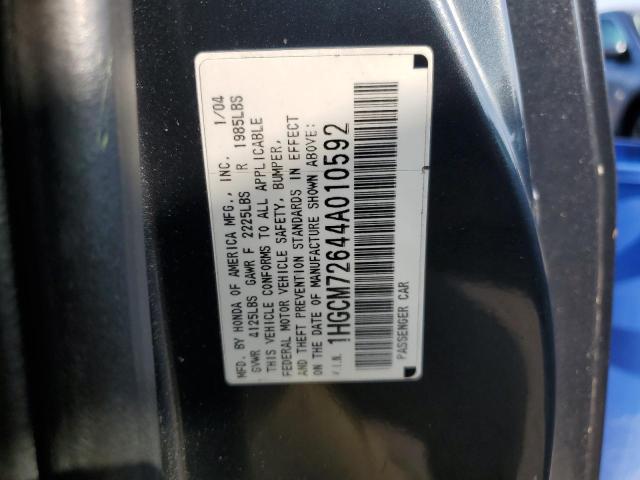 MFD. BY HONDA OF AMERICA MFG., INC. 1/04
GVWR 4125LBS GAWR F 2225LBS R 1985LBS
THIS VEHICLE CONFORMS TO ALL APPLICABLE
FEDERAL MOTOR VEHICLE SAFETY, BUMPER,
AND THEFT PREVENTION STANDARDS IN EFFECT
ON THE DATE OF MANUFACTURE SHOWN ABOVE:
V.I.N. 1HGCM72644A010592
PASSENGER CAR